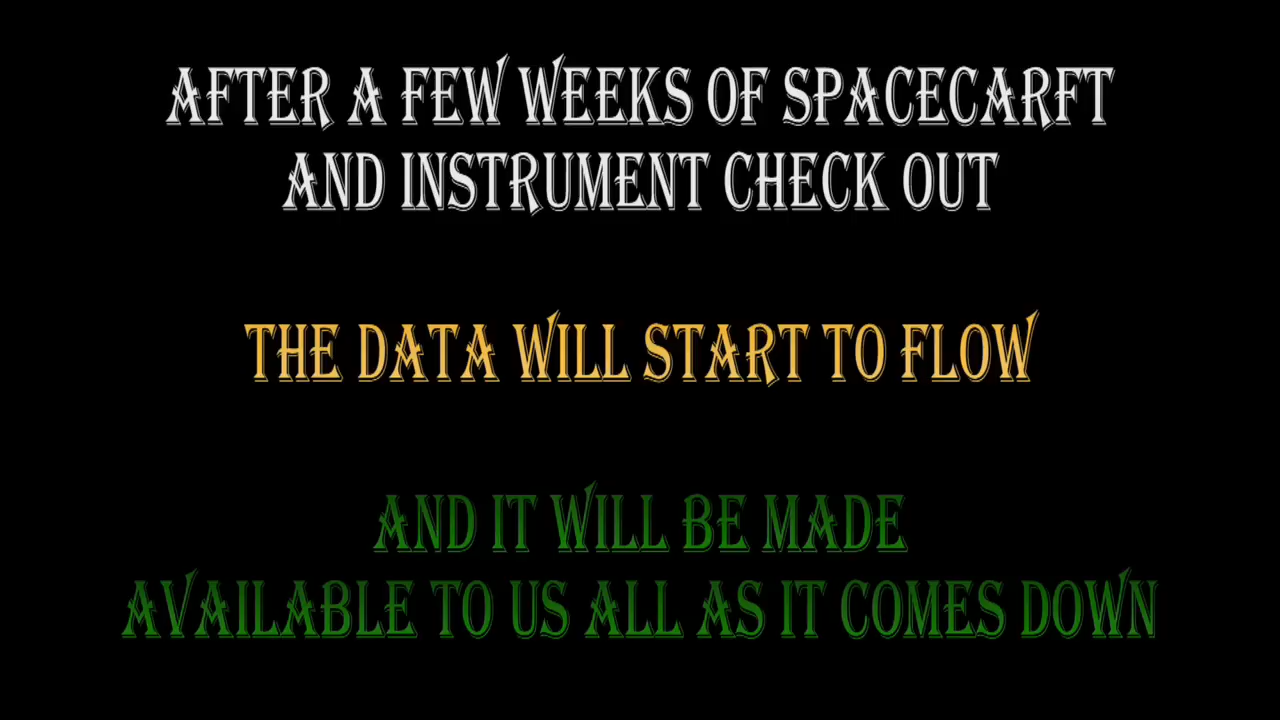 AFTER A FEW WEEKS OF SPACECARFT
AND INSTRUMENT CHECK OUT
THE DATA WILL START TO FLOW
AND IT WILL BE MADE
AVAILABLE TO US ALL AS IT COMES DOWN